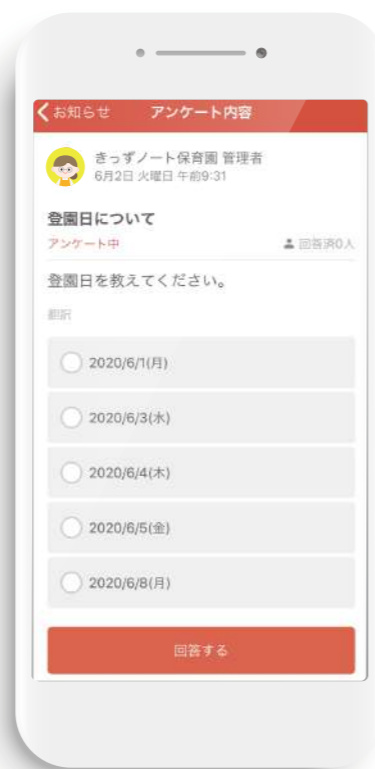 お知らせ アンケート内容
きっずノート保育園 管理者
6月2日 火曜日 午前9:31
登園日について
アンケート中 回答済0人
登園日を教えてください。
翻訳
2020/6/1(月)
2020/6/3(水)
2020/6/4(木)
2020/6/5(金)
2020/6/8(月)
回答する